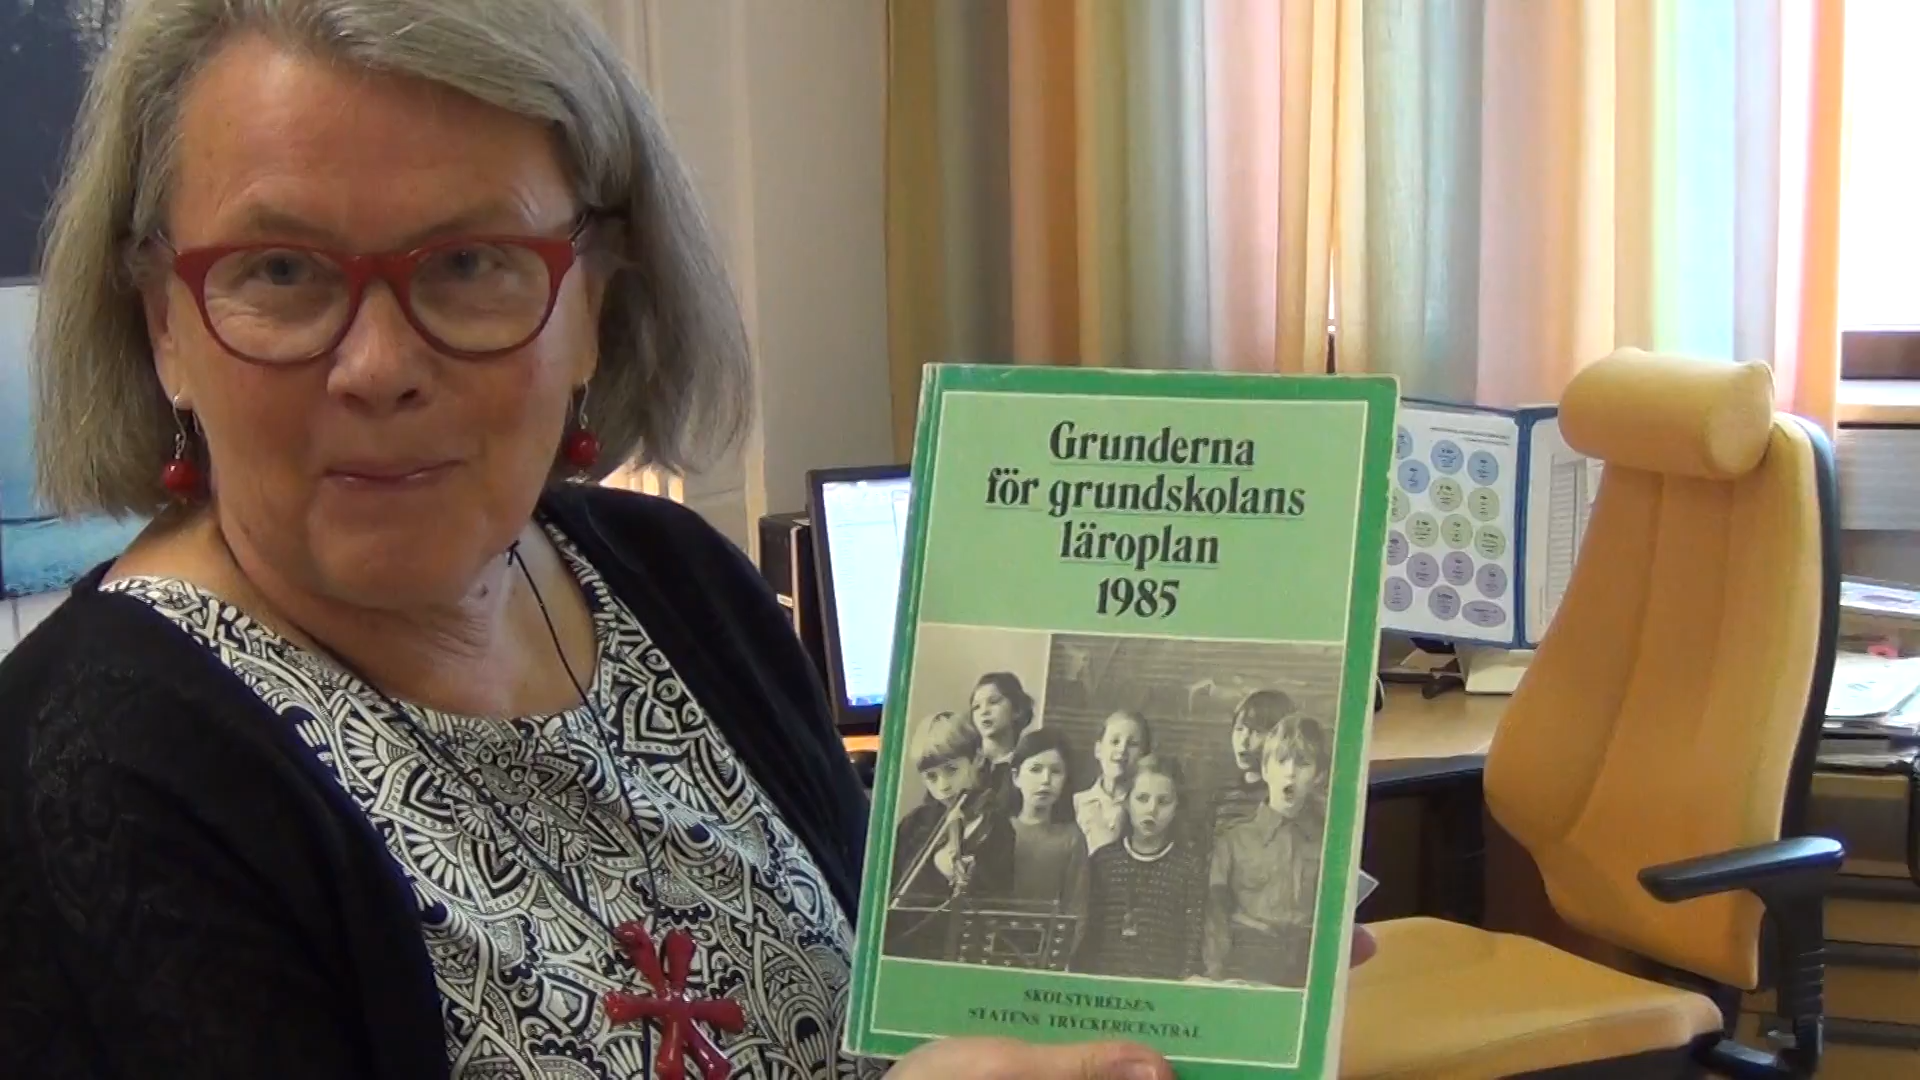 Grunderna
för grundskolans
läroplan
1985
SKOLSTYRELSEN
STATENS TRYCKERICENTRAL